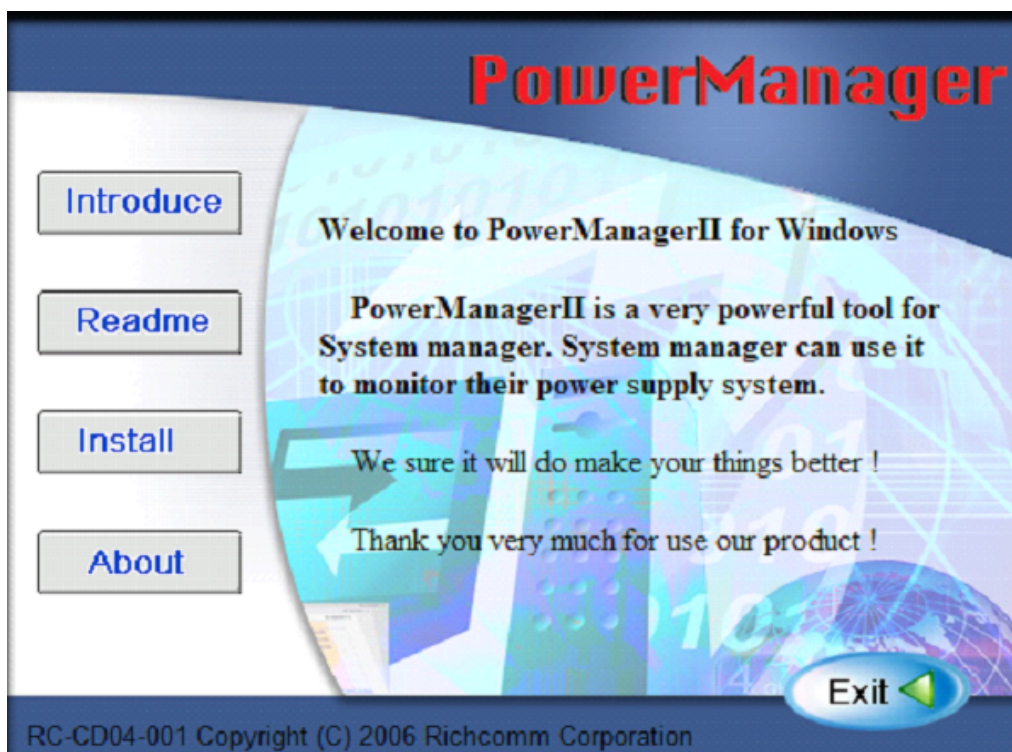 PowerManager
Introduce
Readme
Install
About
Welcome to PowerManagerII for Windows
PowerManagerII is a very powerful tool for
System manager. System manager can use it
to monitor their power supply system.
We sure it will do make your things better !
Thank you very much for use our product !
Exit
RC-CD04-001 Copyright (C) 2006 Richcomm Corporation